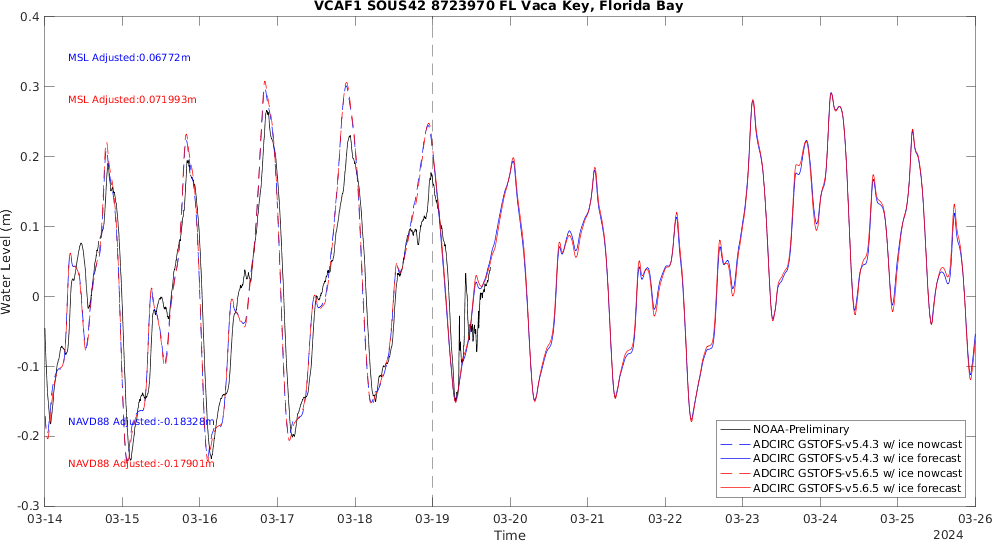 VCAF1 SOUS42 8723970 FL Vaca Key, Florida Bay
0.4
0.3
0.2
0.1
0
-0.1
-0.2
-0.3
Water Level (m)
MSL Adjusted:0.06772m
MSL Adjusted:0.071993m
NAVD88 Adjusted:-0.18328m
NAVD88 Adjusted:-0.17901m
NOAA-Preliminary
ADCIRC GSTOFS-v5.4.3 w/ ice nowcast
ADCIRC GSTOFS-v5.4.3 w/ ice forecast
ADCIRC GSTOFS-v5.6.5 w/ ice nowcast
ADCIRC GSTOFS-v5.6.5 w/ ice forecast
03-14 03-15 03-16 03-17 03-18 03-19 03-20 03-21 03-22 03-23 03-24 03-25 03-26
Time
2024